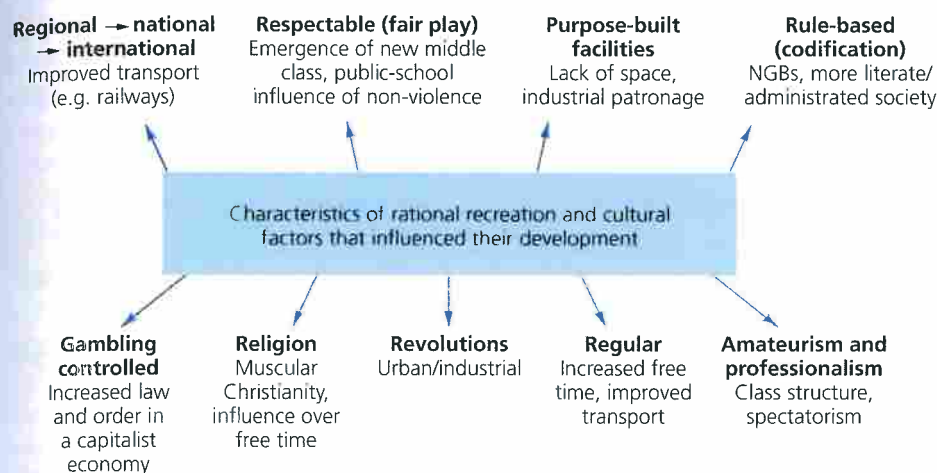 Regional → national
→ international
Improved transport
(e.g. railways)
Respectable (fair play)
Emergence of new middle
class, public-school
influence of non-violence
Purpose-built
facilities
Lack of space,
industrial patronage
Rule-based
(codification)
NGBs, more literate/
administrated society
Characteristics of rational recreation and cultural
factors that influenced their development
Gambling
controlled
Increased law
and order in
a capitalist
economy
Religion
Muscular
Christianity,
influence over
free time
Revolutions
Urban/industrial
Regular
Increased free
time, improved
transport
Amateurism and
professionalism
Class structure,
spectatorism